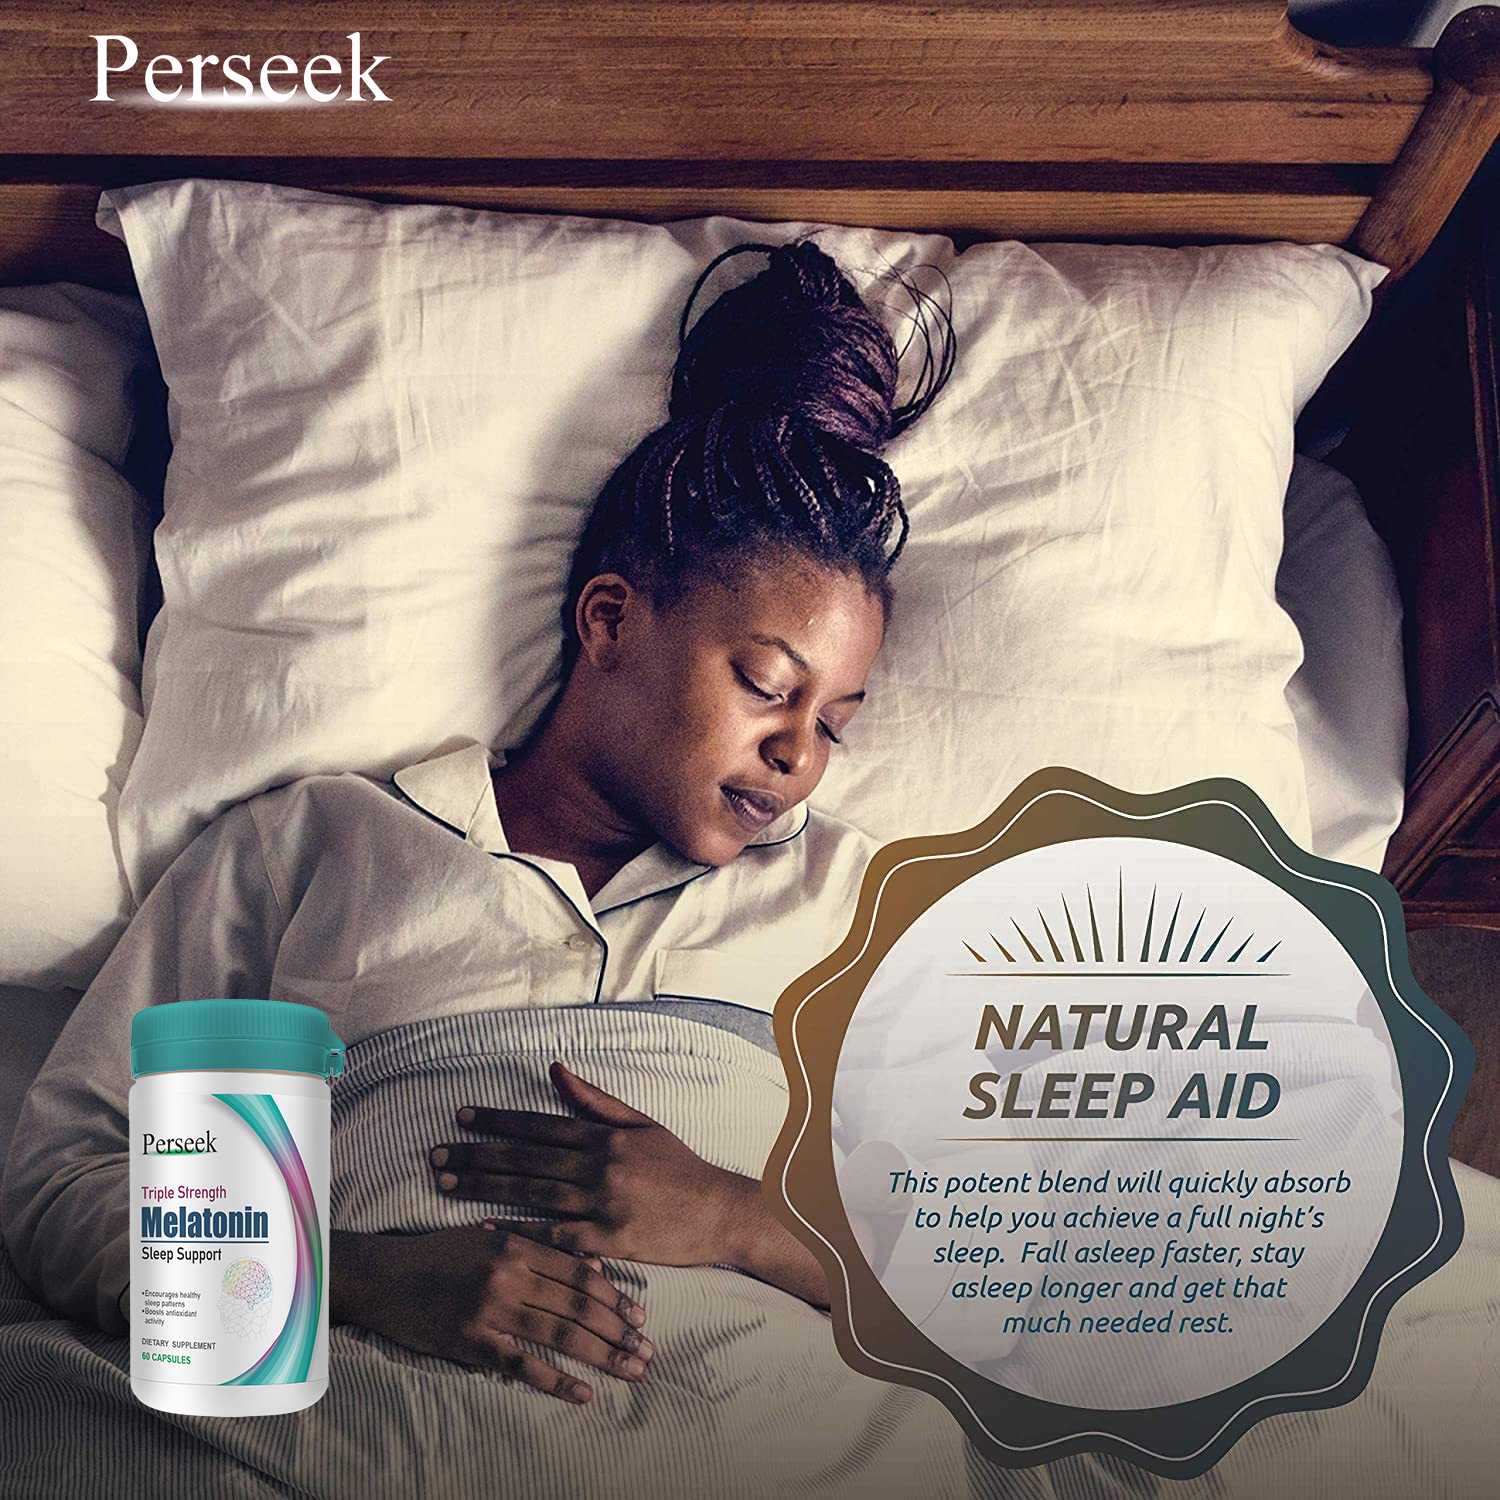 Perseek
NATURAL
SLEEP AID
This potent blend will quickly absorb
to help you achieve a full night's
sleep. Fall asleep faster, stay
asleep longer and get that
much needed rest.
Perseek
Triple Strength
Melatonin
Sleep Support
•Encourages healthy
sleep patterns
•Boosts antioxidant
activity
DIETARY SUPPLEMENT
60 CAPSULES